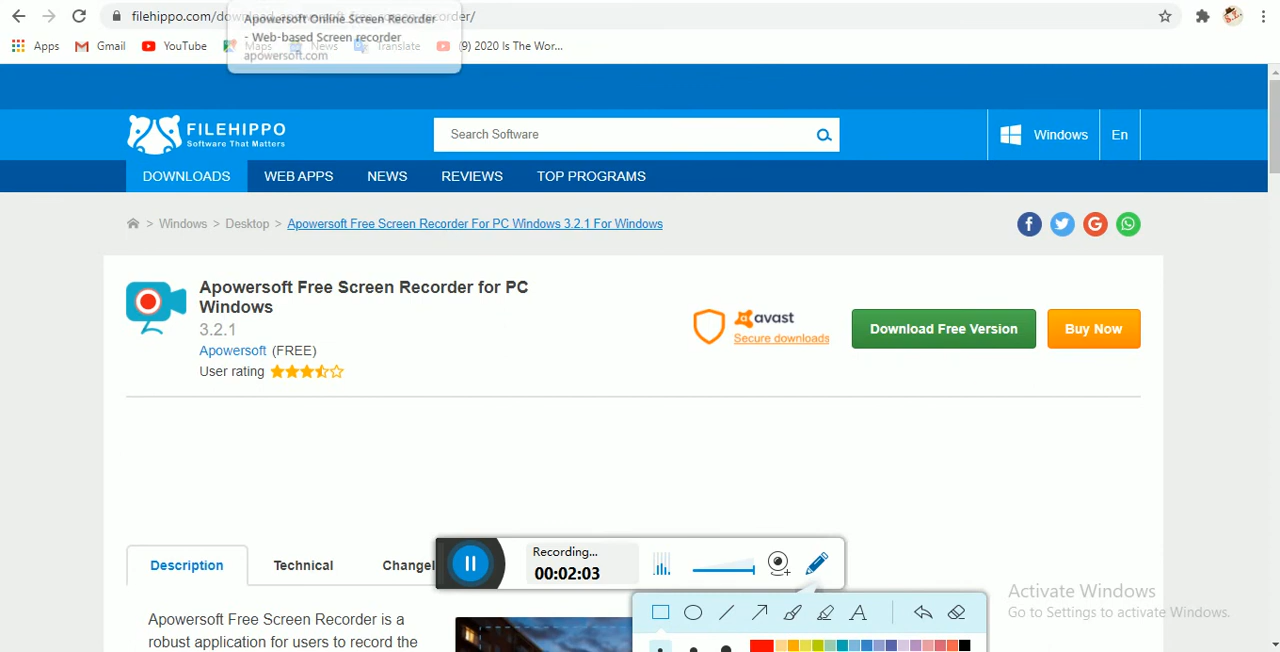 filehippo.com/download_apowersoft-free-screen-recorder/
Apowersoft Online Screen Recorder
- Web-based Screen recorder
apowersoft.com
Apps Gmail YouTube Maps News Translate (9) 2020 Is The Wor...
FILEHIPPO
Software That Matters
Search Software
Windows
En
DOWNLOADS WEB APPS NEWS REVIEWS TOP PROGRAMS
> Windows > Desktop > Apowersoft Free Screen Recorder For PC Windows 3.2.1 For Windows
Apowersoft Free Screen Recorder for PC
Windows
3.2.1
Apowersoft (FREE)
User rating
avast
Secure downloads
Download Free Version
Buy Now
Recording...
00:02:03
Description Technical Changel
Activate Windows
Go to Settings to activate Windows.
Apowersoft Free Screen Recorder is a
robust application for users to record the